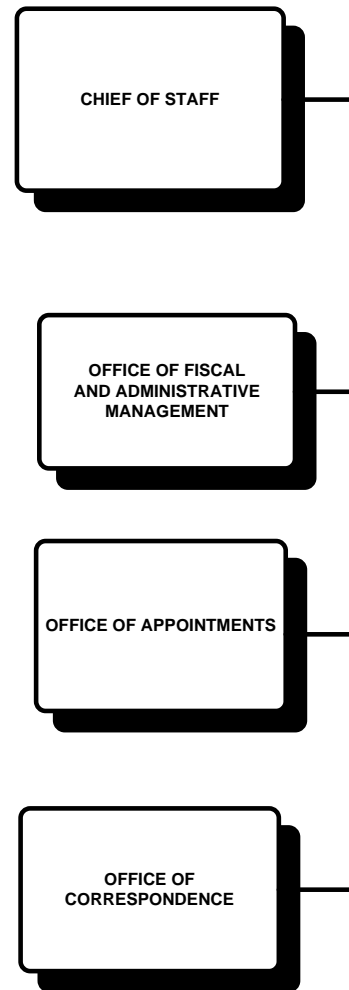 CHIEF OF STAFF
OFFICE OF FISCAL
AND ADMINISTRATIVE
MANAGEMENT
OFFICE OF APPOINTMENTS
OFFICE OF
CORRESPONDENCE